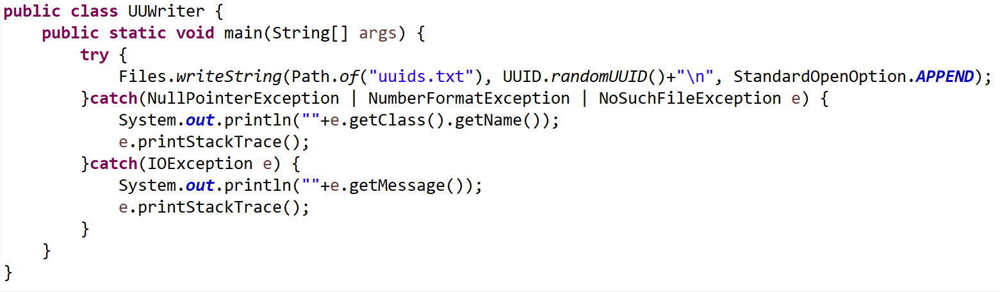 public class UUWriter {
    public static void main(String[] args) {
        try {
            Files.writeString(Path.of("uuids.txt"), UUID.randomUUID()+"\n", StandardOpenOption.APPEND);
        }catch(NullPointerException | NumberFormatException | NoSuchFileException e) {
            System.out.println(""+e.getClass().getName());
            e.printStackTrace();
        }catch(IOException e) {
            System.out.println(""+e.getMessage());
            e.printStackTrace();
        }
    }
}